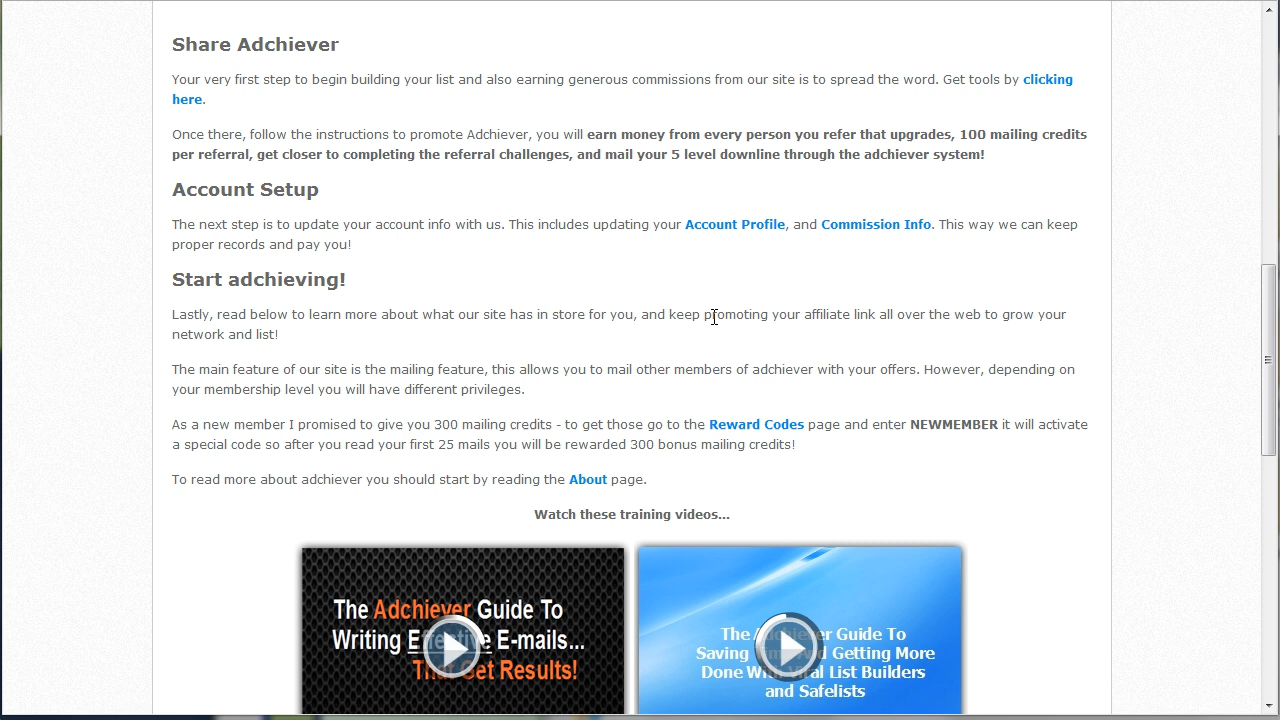 Share Adchiever
Your very first step to begin building your list and also earning generous commissions from our site is to spread the word. Get tools by clicking
here.
Once there, follow the instructions to promote Adchiever, you will earn money from every person you refer that upgrades, 100 mailing credits
per referral, get closer to completing the referral challenges, and mail your 5 level downline through the adchiever system!
Account Setup
The next step is to update your account info with us. This includes updating your Account Profile, and Commission Info. This way we can keep
proper records and pay you!
Start adchieving!
Lastly, read below to learn more about what our site has in store for you, and keep promoting your affiliate link all over the web to grow your
network and list!
The main feature of our site is the mailing feature, this allows you to mail other members of adchiever with your offers. However, depending on
your membership level you will have different privileges.
As a new member I promised to give you 300 mailing credits - to get those go to the Reward Codes page and enter NEWMEMBER it will activate
a special code so after you read your first 25 mails you will be rewarded 300 bonus mailing credits!
To read more about adchiever you should start by reading the About page.
Watch these training videos...
The Adchiever Guide To
Writing Effective E-mails...
That Get Results!
The Adchiever Guide To
Saving Time and Getting More
Done With Viral List Builders
and Safelists